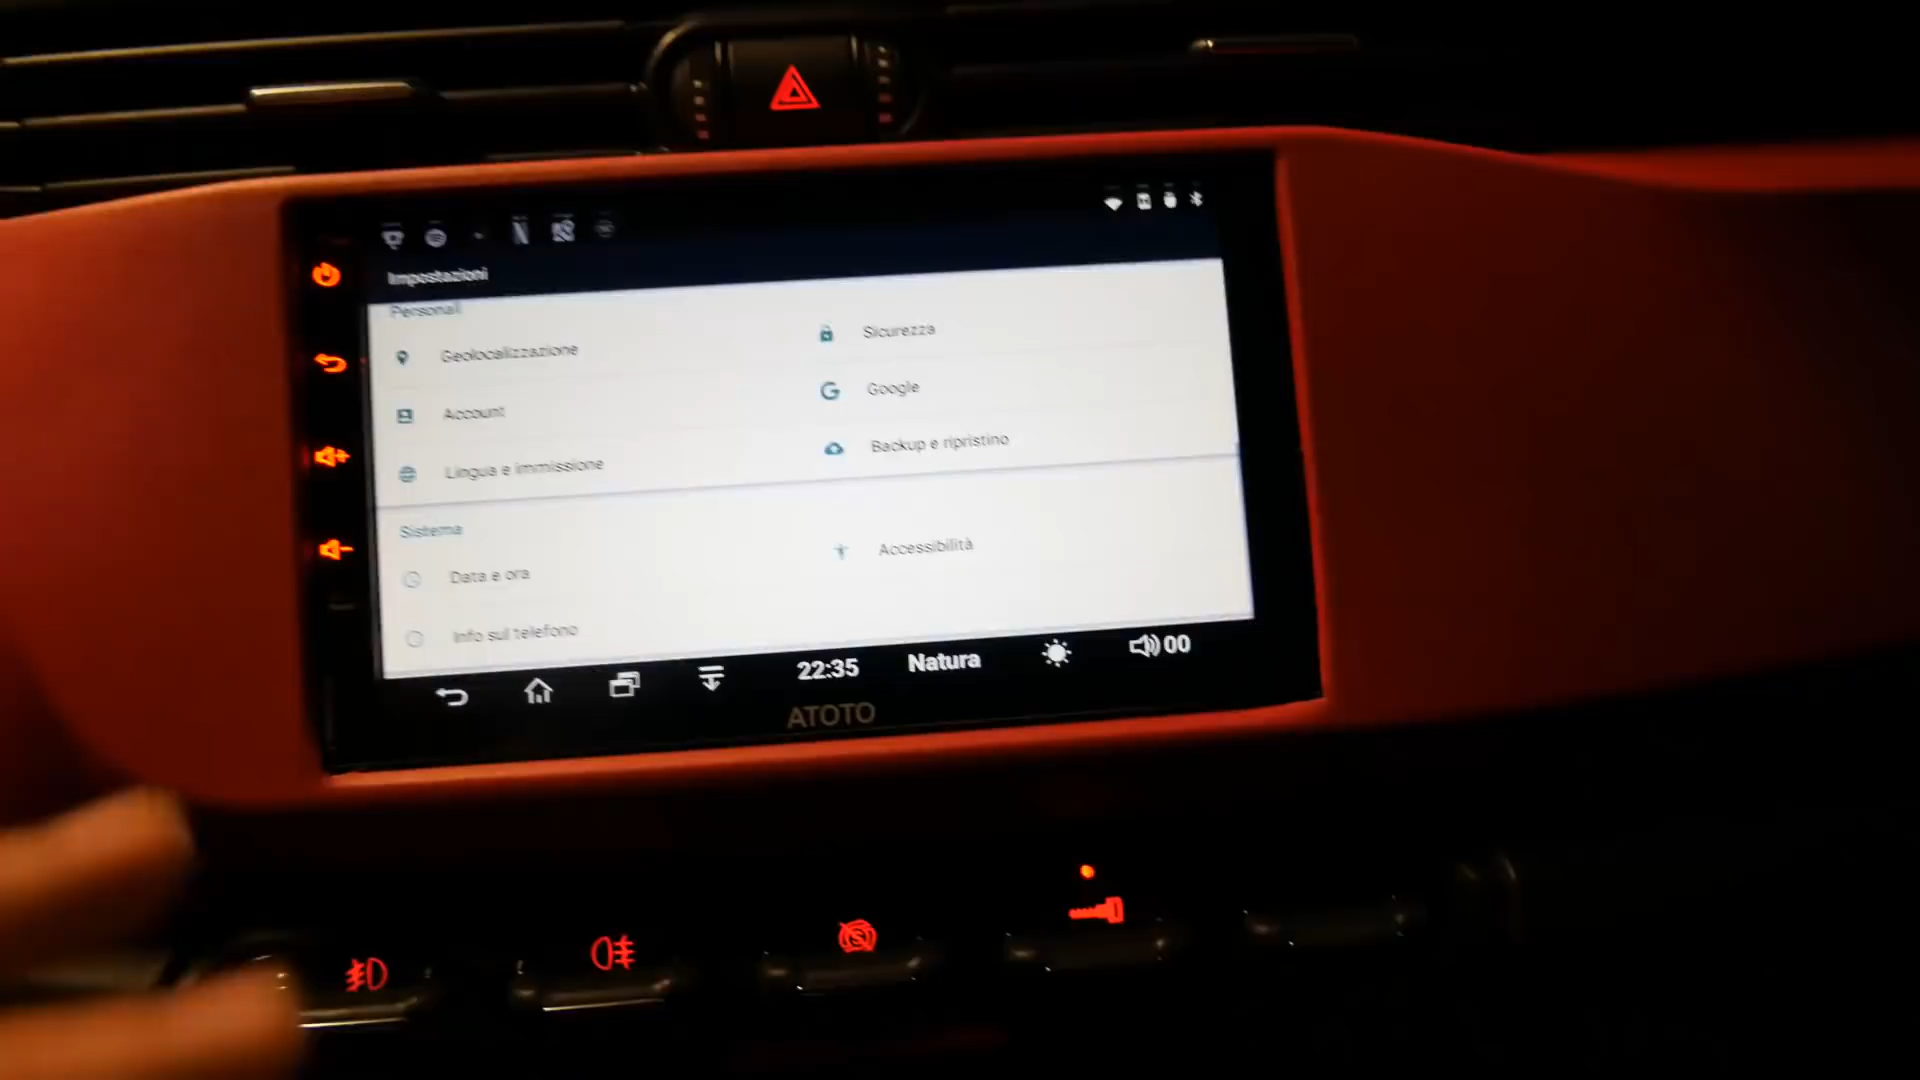 Impostazioni
Personali
Geolocalizzazione
Sicurezza
Account
Google
Lingua e immissione
Backup e ripristino
Sistema
Data e ora
Accessibilità
Info sul telefono
22:35
Natura
00
ATOTO